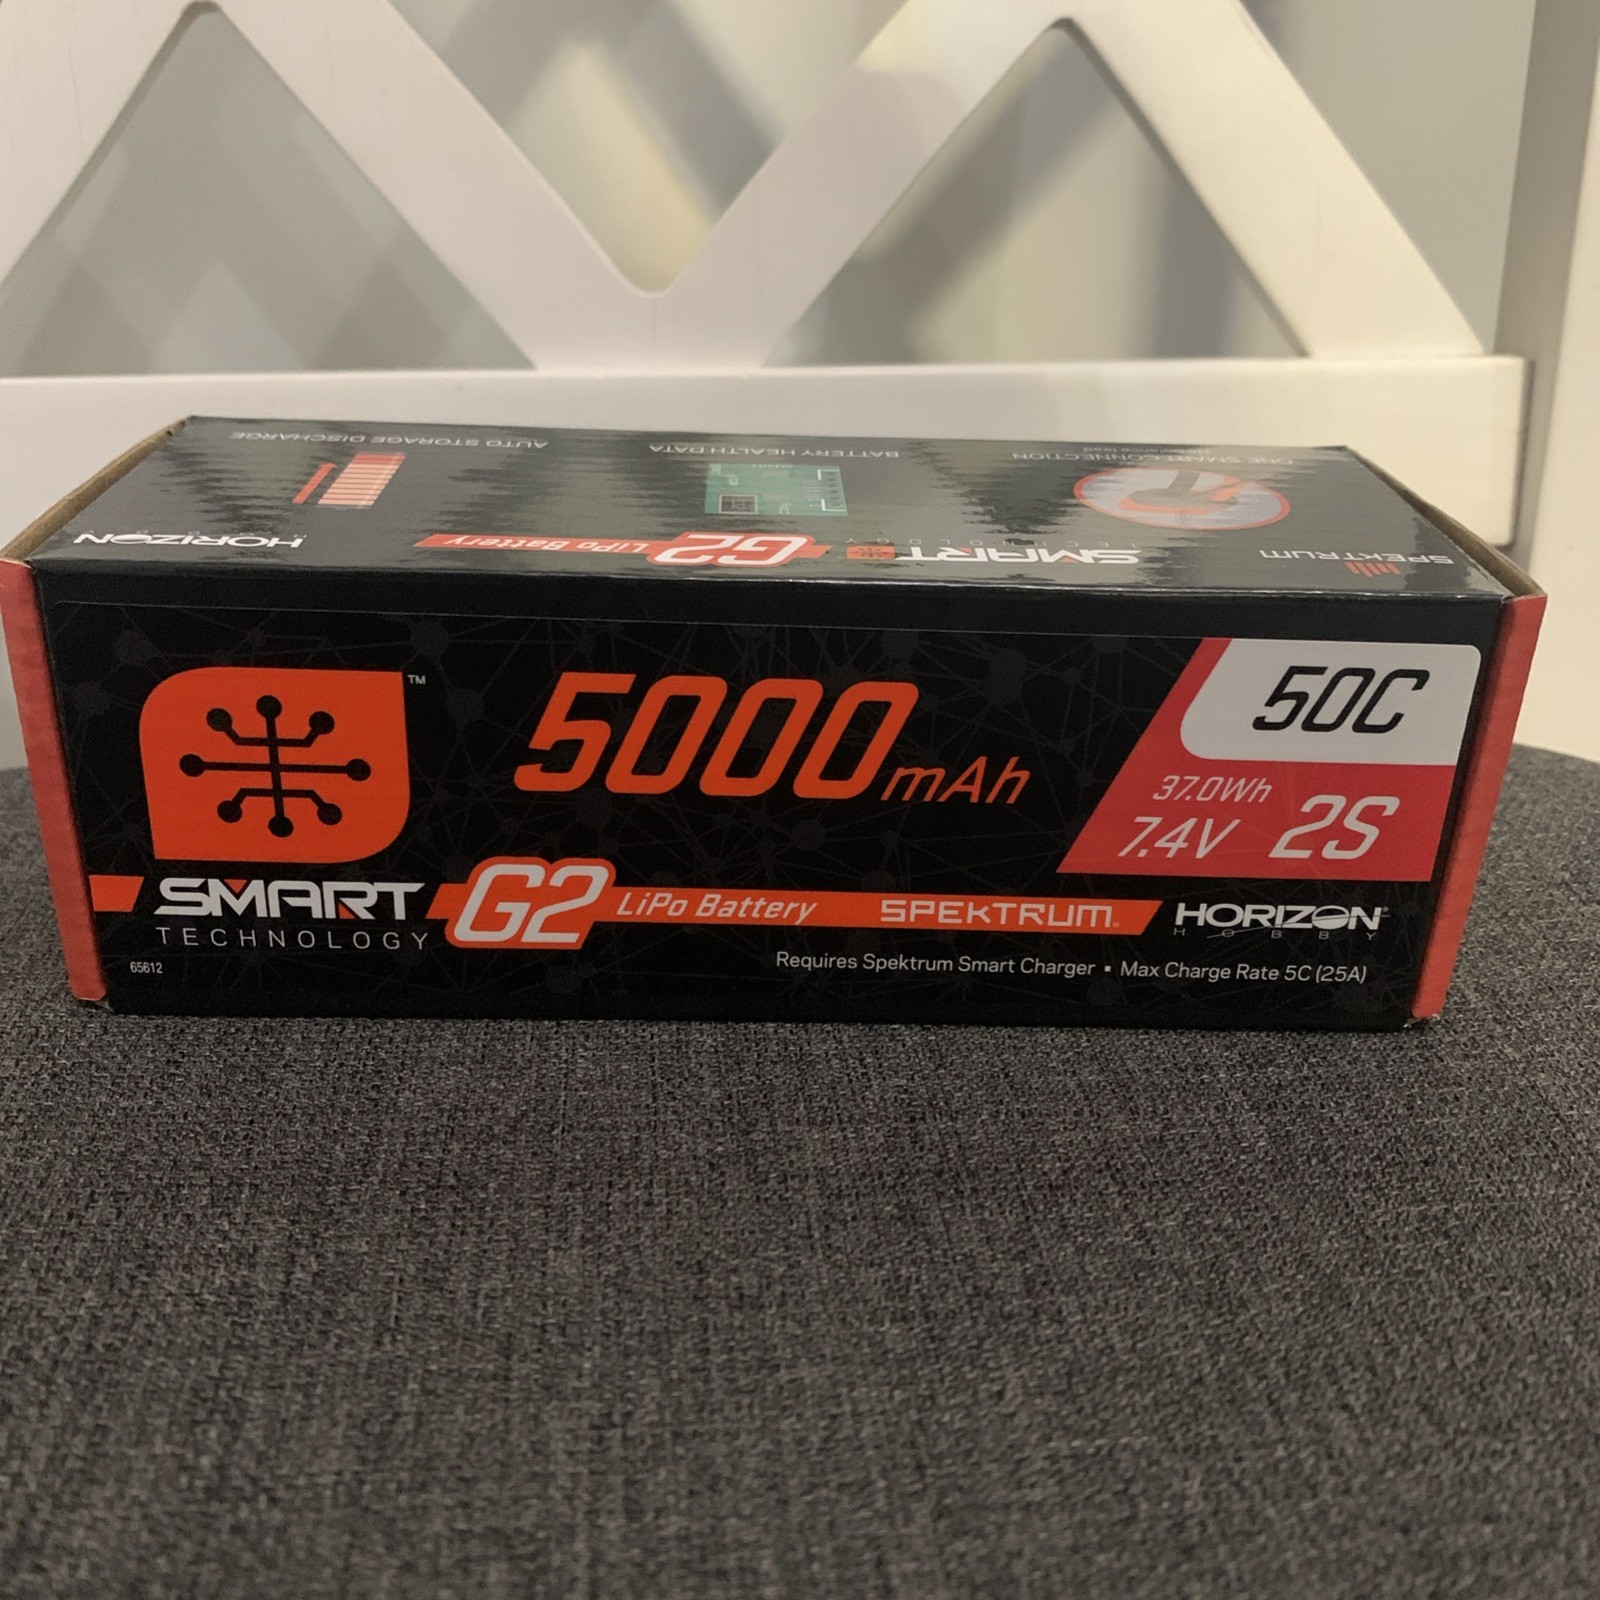 AUTO STORAGE DISCHARGE
BATTERY HEALTH DATA
ONE SMART CONNECTION
HORIZON
G2 LiPo Battery
SMART
TECHNOLOGY
SPEKTRUM
™
5000mAh
50C
37.0Wh
7.4V 2S
SMART
TECHNOLOGY
G2 LiPo Battery
SPEKTRUM®
HORIZON®
HOBBY
65612
Requires Spektrum Smart Charger ▪ Max Charge Rate 5C (25A)